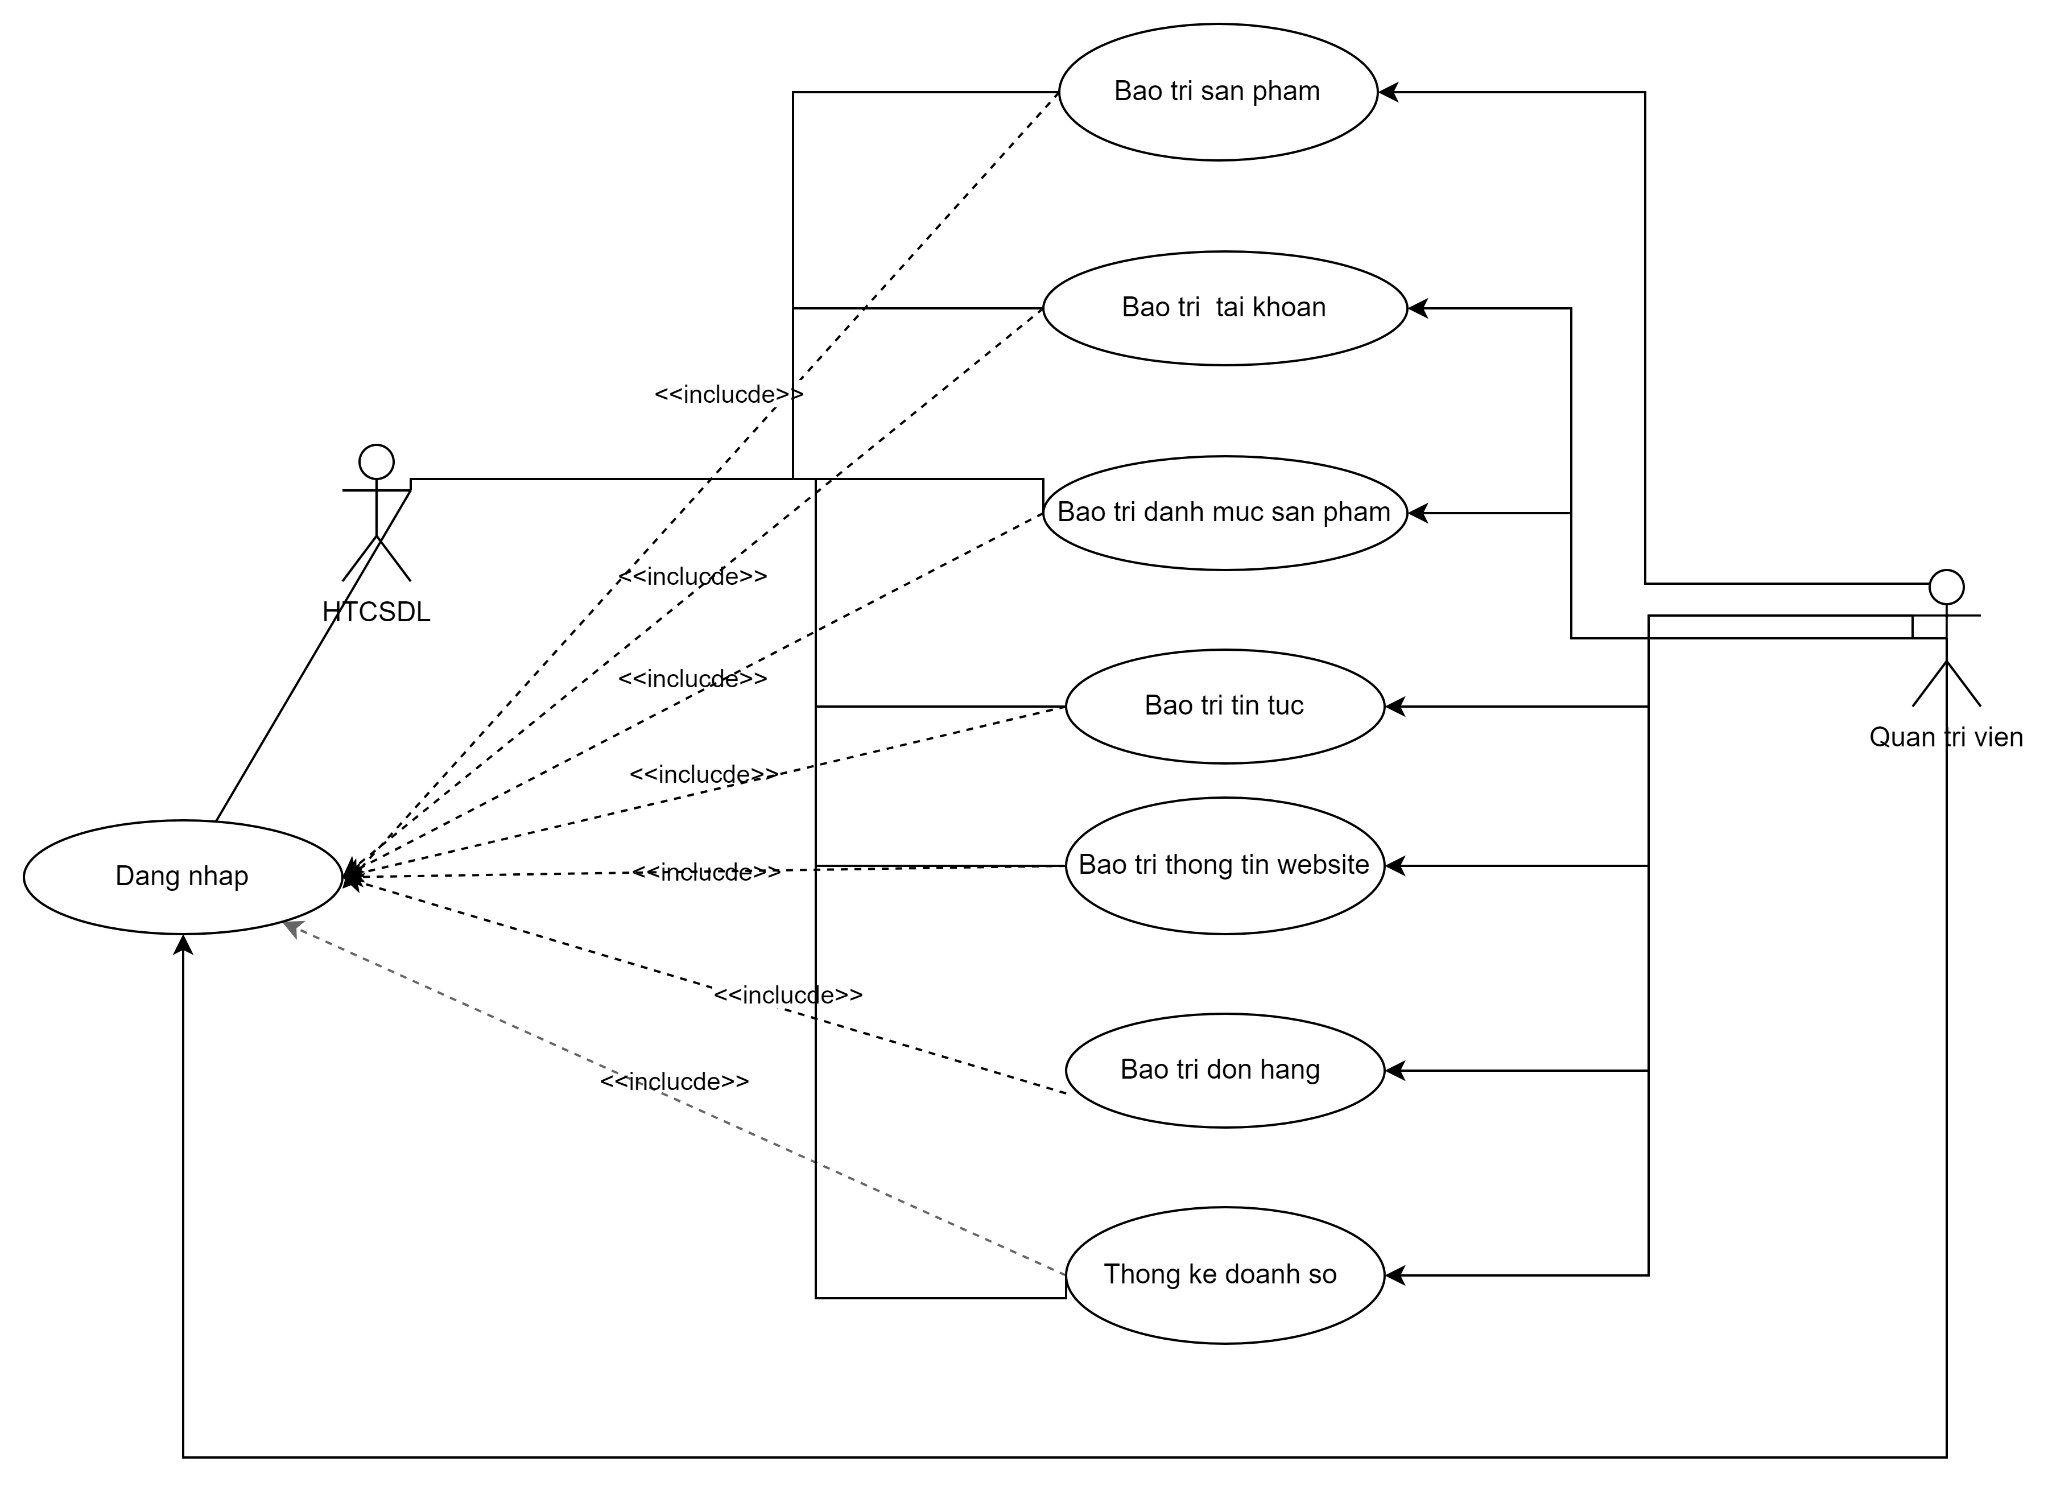 Bao tri san pham
Bao tri  tai khoan
<<inclucde>>
HTCSDL
Bao tri danh muc san pham
<<inclucde>>
<<inclucde>>
Bao tri tin tuc
Quan tri vien
<<inclucde>>
Dang nhap
<<inclucde>>
Bao tri thong tin website
<<inclucde>>
Bao tri don hang
<<inclucde>>
Thong ke doanh so